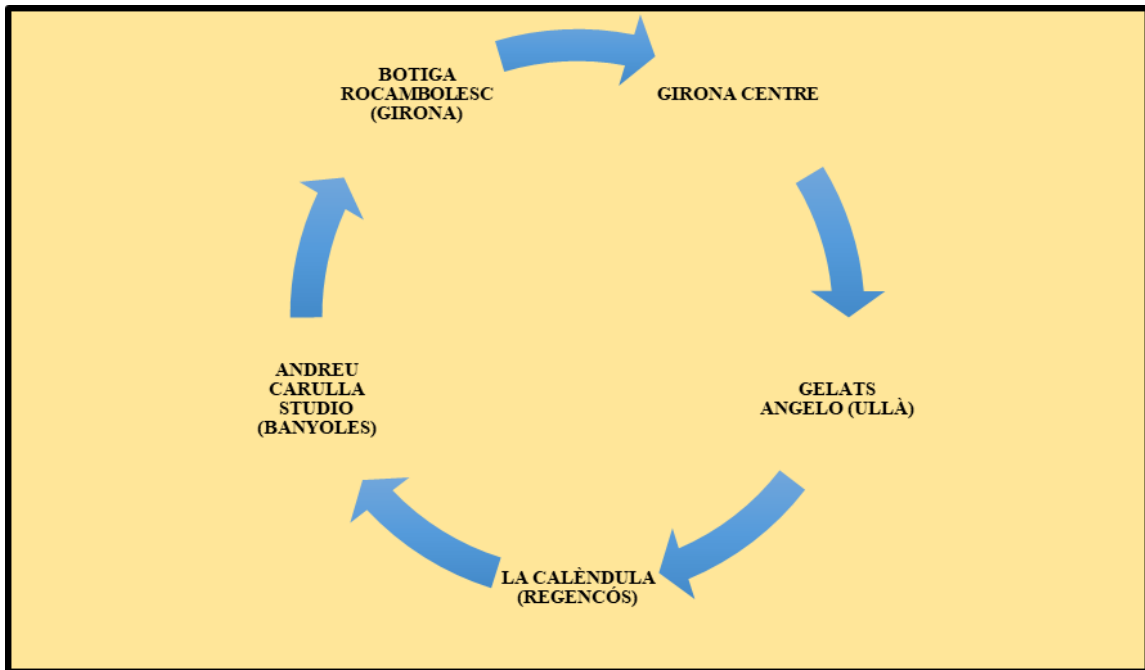 BOTIGA
ROCAMBOLESC
(GIRONA)
GIRONA CENTRE
GELATS
ANGELO (ULLÀ)
LA CALÈNDULA
(REGENCÓS)
ANDREU
CARULLA
STUDIO
(BANYOLES)